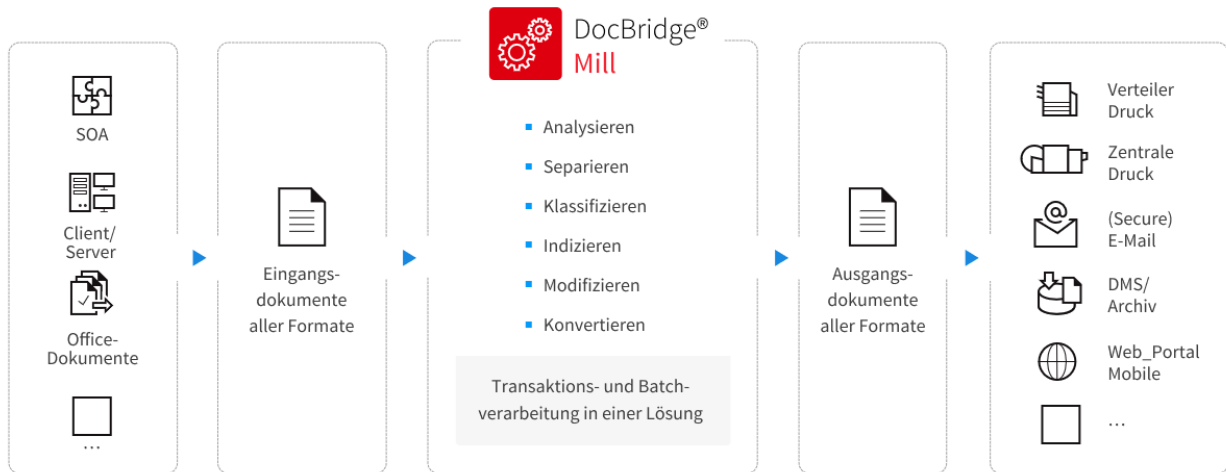 SOA
Client/
Server
Office-
Dokumente
...
Eingangs-
dokumente
aller Formate
DocBridge®
Mill
Analysieren
Separieren
Klassifizieren
Indizieren
Modifizieren
Konvertieren
Transaktions- und Batch-
verarbeitung in einer Lösung
Ausgangs-
dokumente
aller Formate
Verteiler
Druck
Zentrale
Druck
@
(Secure)
E-Mail
DMS/
Archiv
Web_Portal
Mobile
...